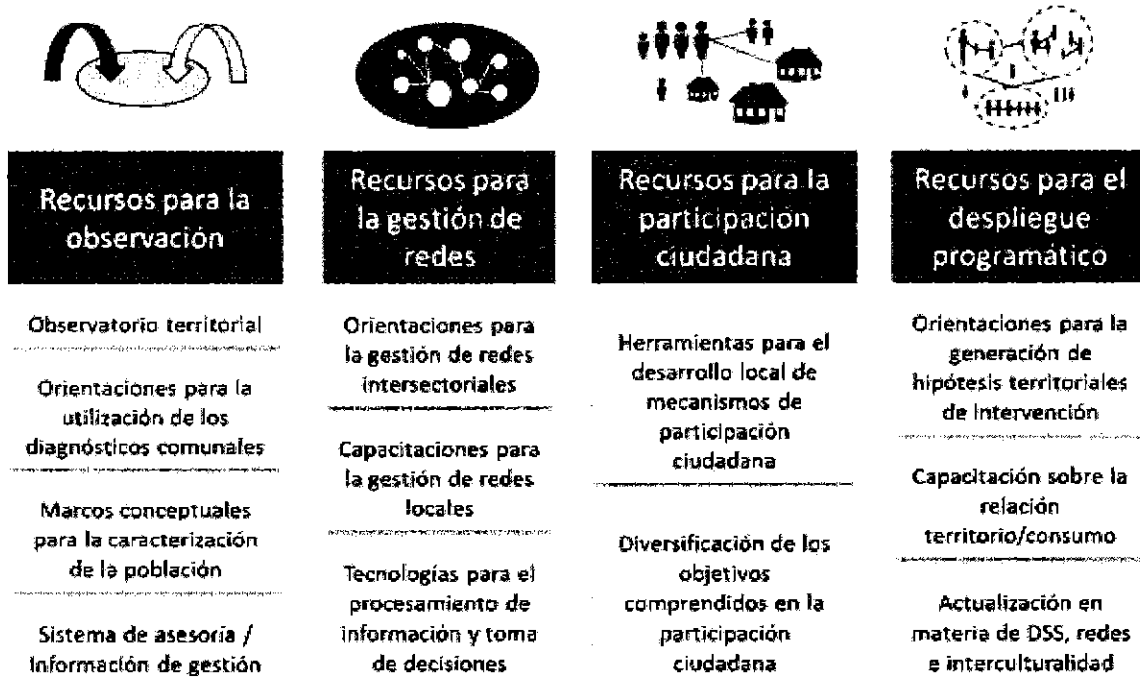 Recursos para la
observación
Observatorio territorial
Orientaciones para la
utilización de los
diagnósticos comunales
Marcos conceptuales
para la caracterización
de la población
Sistema de asesoría /
Información de gestión
Recursos para
la gestión de
redes
Orientaciones para
la gestión de redes
intersectoriales
Capacitaciones para
la gestión de redes
locales
Tecnologías para el
procesamiento de
información y toma
de decisiones
Recursos para la
participación
ciudadana
Herramientas para el
desarrollo local de
mecanismos de
participación
ciudadana
Diversificación de los
objetivos
comprendidos en la
participación
ciudadana
Recursos para el
despliegue
programático
Orientaciones para la
generación de
hipótesis territoriales
de intervención
Capacitación sobre la
relación
territorio/consumo
Actualización en
materia de DSS, redes
e interculturalidad